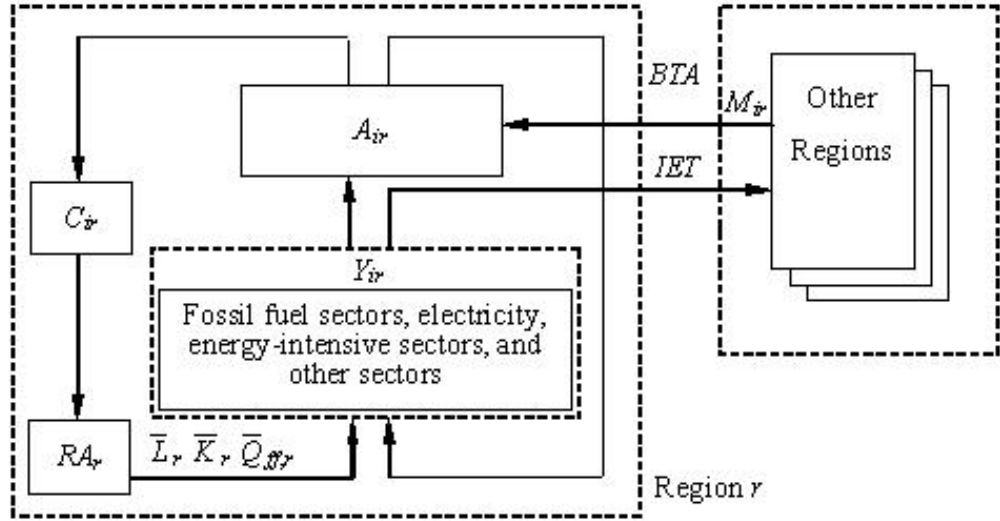 BTA
A_ir
M_ir
Other
Regions
IET
C_ir
Y_ir
Fossil fuel sectors, electricity,
energy-intensive sectors, and
other sectors
RA_r
L̅_r K̅_r Q̅_ff,r
Region r